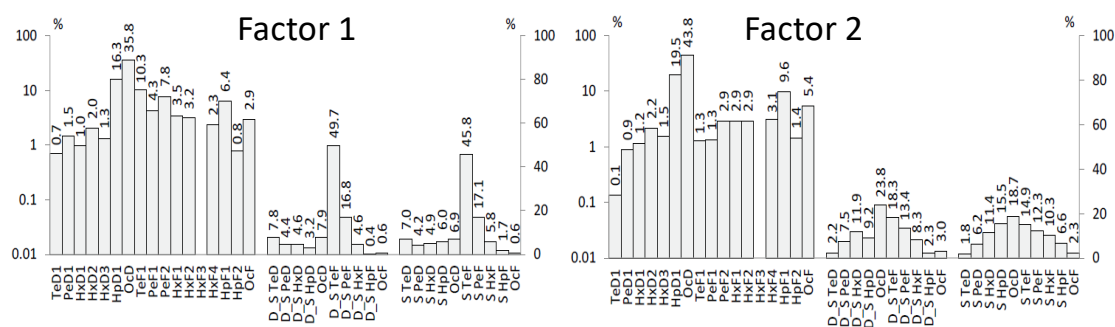 Factor 1
%
%
100
10
1
0.1
0.01
0.7
1.5
1.0
2.0
1.3
16.3
35.8
10.3
4.3
7.8
3.5
3.2
2.3
6.4
0.8
2.9
7.8
4.4
4.6
3.2
7.9
49.7
16.8
4.6
0.4
0.6
7.0
4.2
4.9
6.0
6.9
45.8
17.1
5.8
1.7
0.6
100
80
60
40
20
0
TeD1
PeD1
HxD1
HxD2
HxD3
HpD1
OcD
TeF1
PeF1
PeF2
HxF1
HxF2
HxF3
HxF4
HpF1
HpF2
OcF
D_S TeD
D_S PeD
D_S HxD
D_S HpD
OcD
D_S TeF
D_S PeF
D_S HxF
D_S HpF
OcF
S TeD
S PeD
S HxD
S HpD
OcD
S TeF
S PeF
S HxF
S HpF
OcF
Factor 2
%
%
100
10
1
0.1
0.01
0.1
0.9
1.2
2.2
1.5
19.5
43.8
1.3
1.3
2.9
2.9
2.9
3.1
9.6
1.4
5.4
2.2
7.5
11.9
9.2
23.8
18.3
13.4
8.3
2.3
3.0
1.8
6.2
11.4
15.5
18.7
14.9
12.3
10.3
6.6
2.3
100
80
60
40
20
0
TeD1
PeD1
HxD1
HxD2
HxD3
HpD1
OcD
TeF1
PeF1
PeF2
HxF1
HxF2
HxF3
HxF4
HpF1
HpF2
OcF
D_S TeD
D_S PeD
D_S HxD
D_S HpD
OcD
D_S TeF
D_S PeF
D_S HxF
D_S HpF
OcF
S TeD
S PeD
S HxD
S HpD
OcD
S TeF
S PeF
S HxF
S HpF
OcF